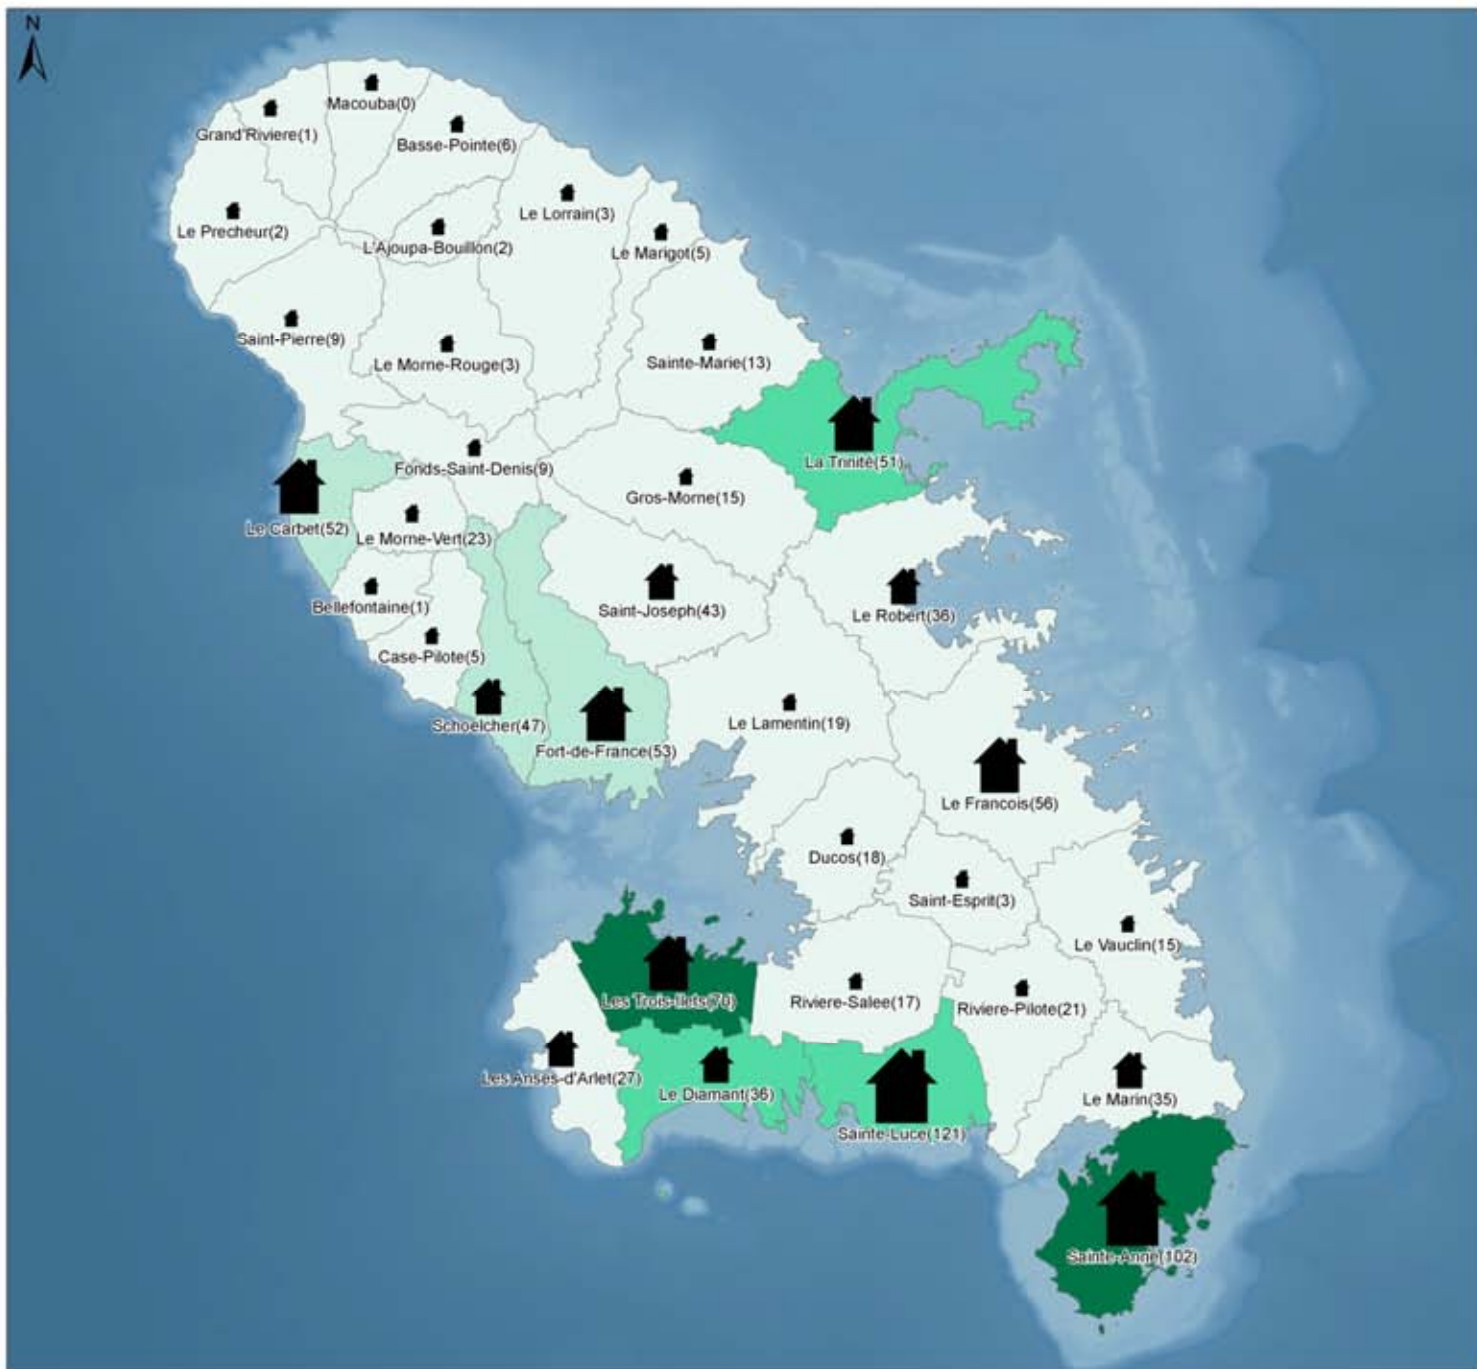 N
Macouba(0)
Grand'Riviere(1)
Basse-Pointe(6)
Le Lorrain(3)
Le Precheur(2)
L'Ajoupa-Bouillon(2)
Le Marigot(5)
Saint-Pierre(9)
Le Morne-Rouge(3)
Sainte-Marie(13)
Fonds-Saint-Denis(9)
La Trinité(51)
Gros-Morne(15)
Le Carbet(52)
Le Morne-Vert(23)
Bellefontaine(1)
Saint-Joseph(43)
Le Robert(36)
Case-Pilote(5)
Schoelcher(47)
Le Lamentin(19)
Fort-de-France(53)
Le Francois(56)
Ducos(18)
Saint-Esprit(3)
Le Vauclin(15)
Les Trois-Ilets(70)
Riviere-Salee(17)
Riviere-Pilote(21)
Les Anses-d'Arlet(27)
Le Diamant(36)
Le Marin(35)
Sainte-Luce(121)
Sainte-Anne(102)